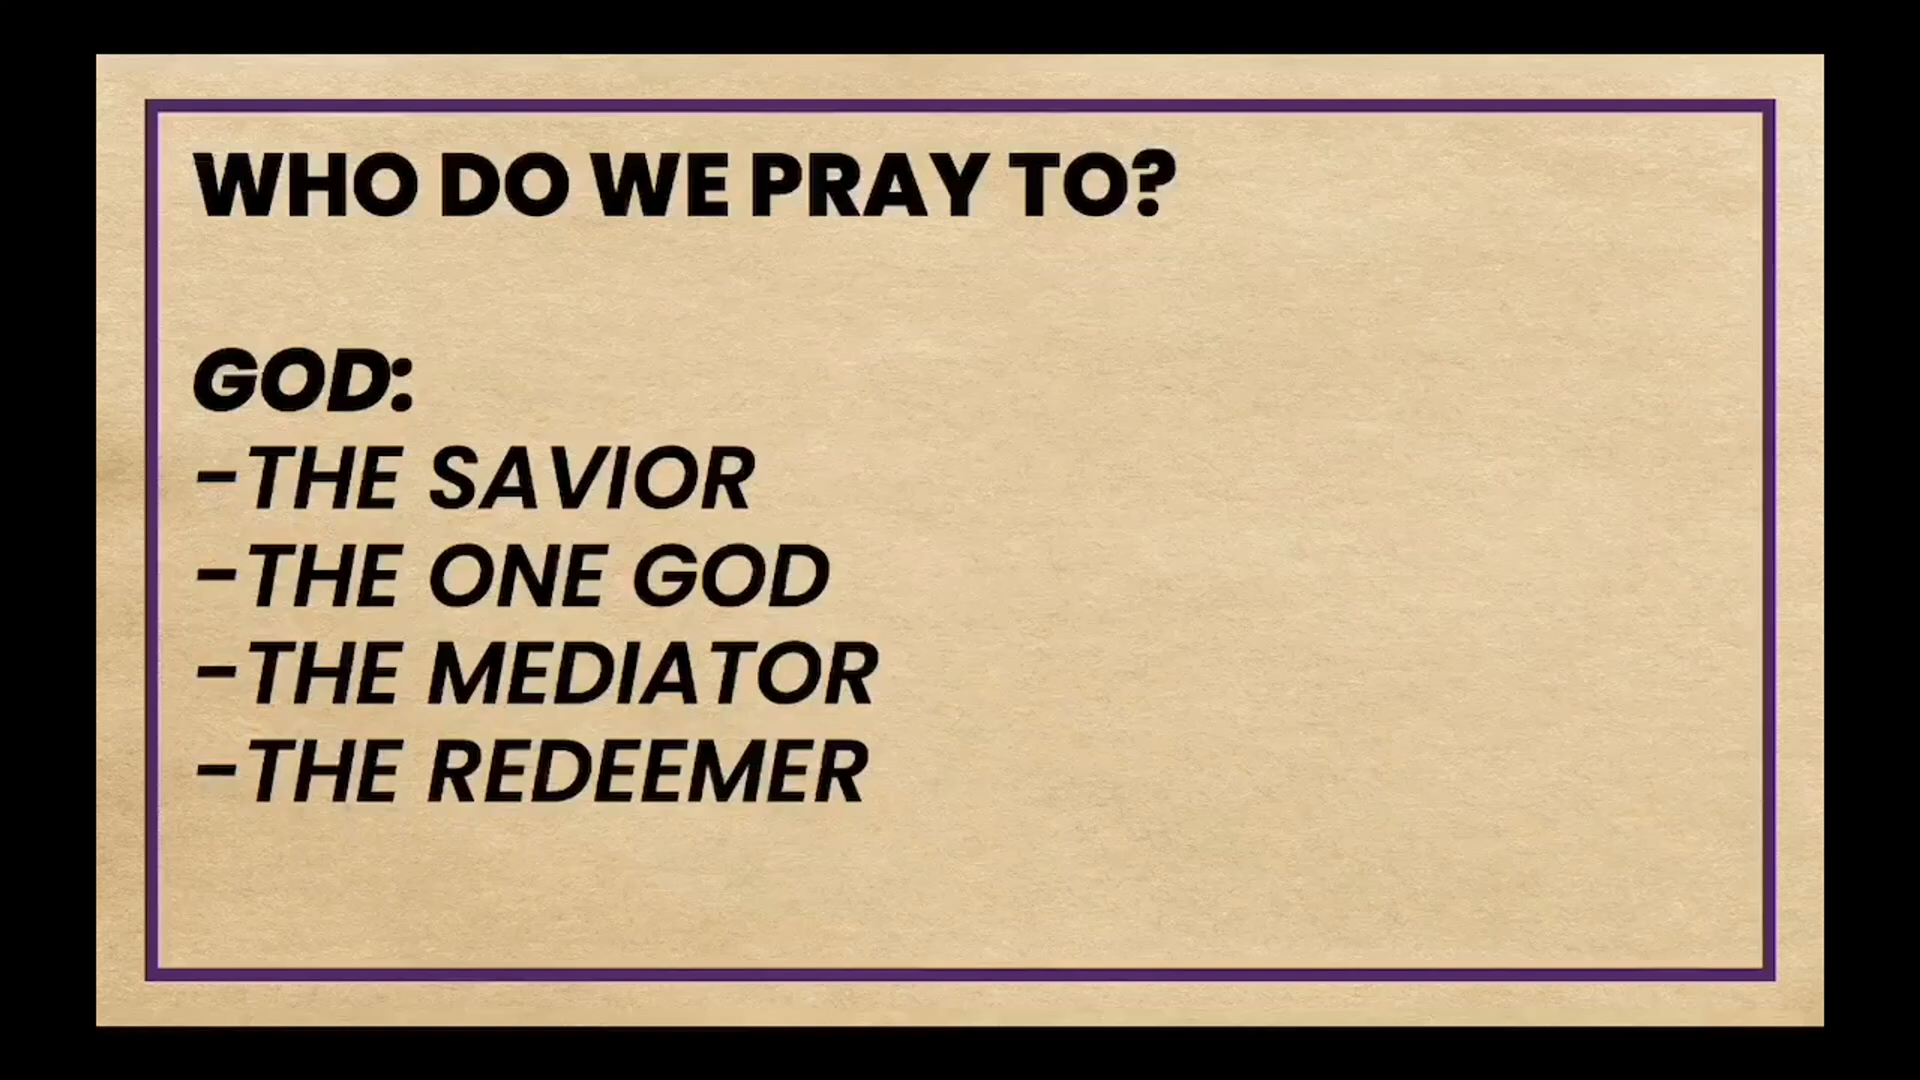 WHO DO WE PRAY TO?
GOD:
-THE SAVIOR
-THE ONE GOD
-THE MEDIATOR
-THE REDEEMER